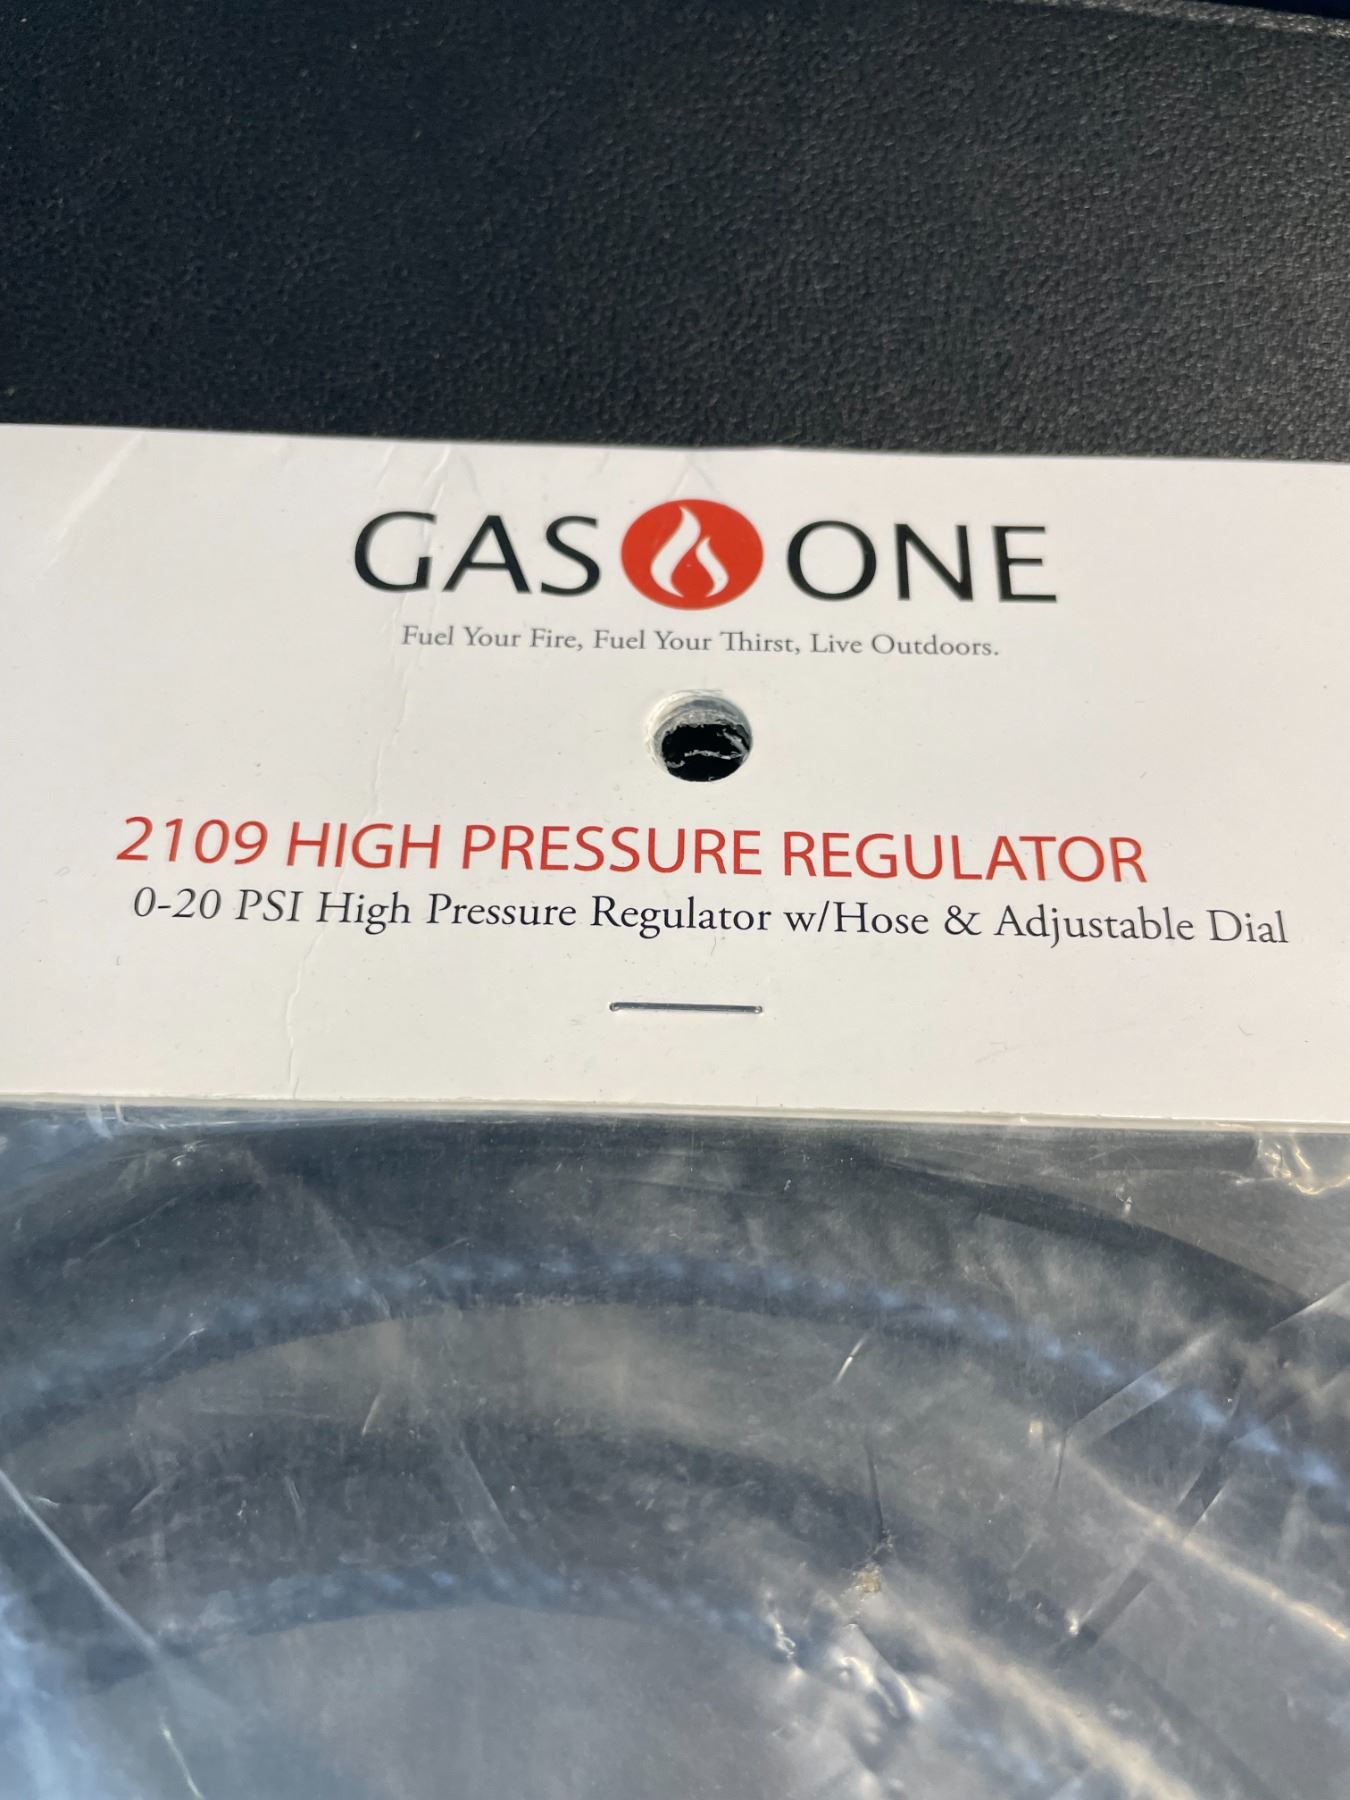 GAS ONE
Fuel Your Fire, Fuel Your Thirst, Live Outdoors.
2109 HIGH PRESSURE REGULATOR
0-20 PSI High Pressure Regulator w/Hose & Adjustable Dial